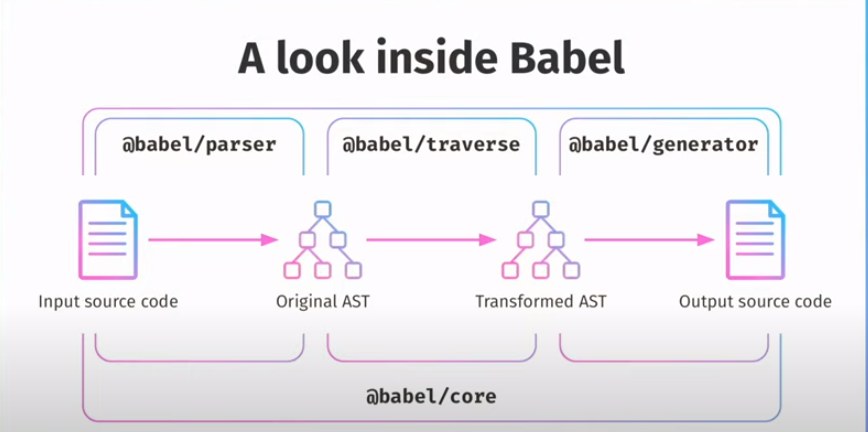 A look inside Babel
@babel/parser
@babel/traverse
@babel/generator
Input source code
Original AST
Transformed AST
Output source code
@babel/core